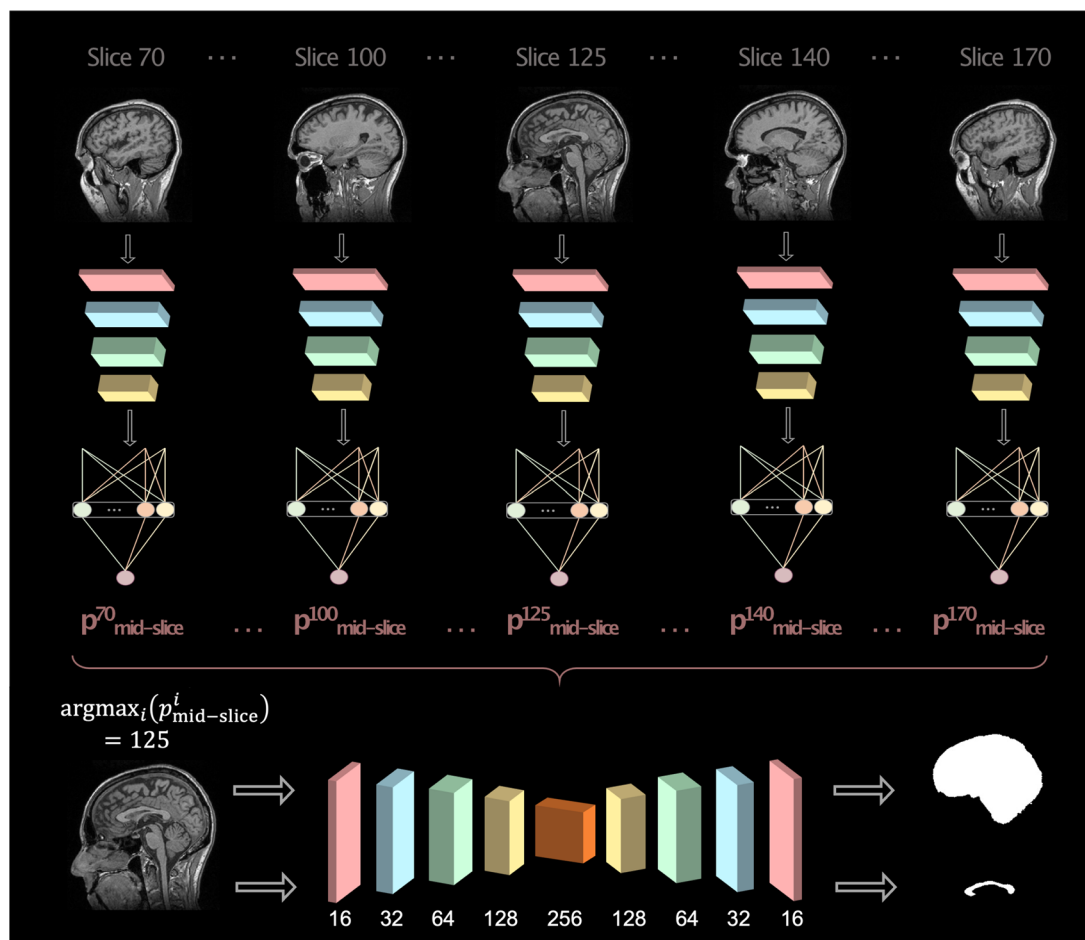 Slice 70 ... Slice 100 ... Slice 125 ... Slice 140 ... Slice 170
... ... ... ... ...
p⁷⁰mid−slice ... p¹⁰⁰mid−slice ... p¹²⁵mid−slice ... p¹⁴⁰mid−slice ... p¹⁷⁰mid−slice
argmaxᵢ(pⁱmid−slice)
= 125
16 32 64 128 256 128 64 32 16